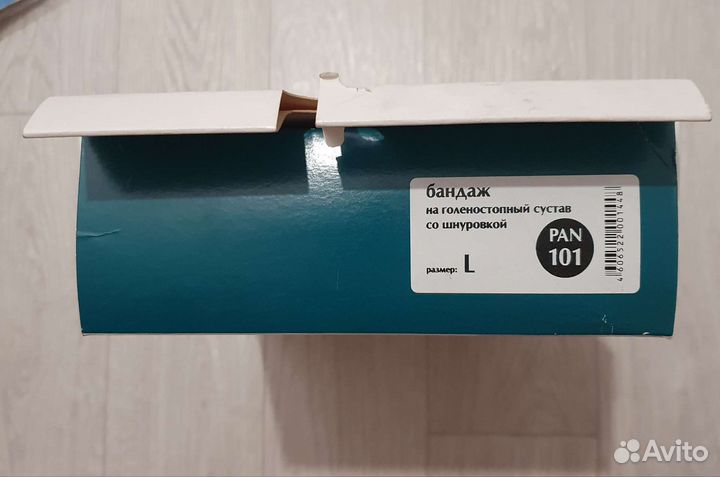 бандаж
на голеностопный сустав
со шнуровкой
PAN
101
размер: L
4606522001448
Avito